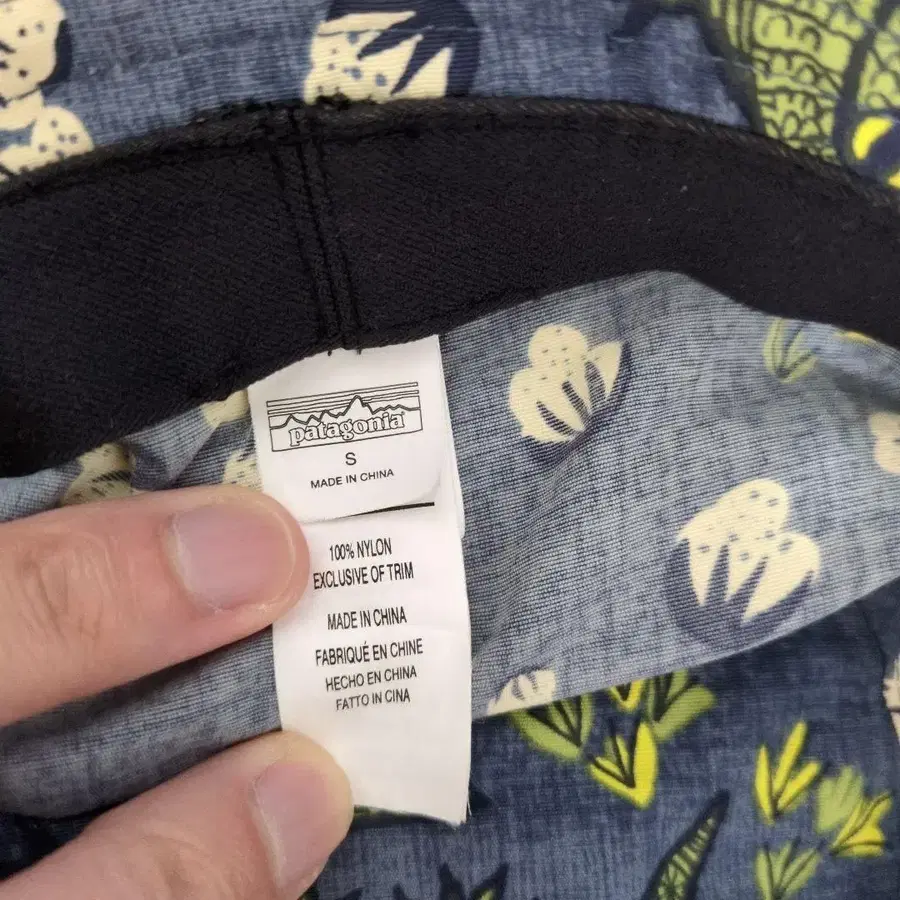 patagonia
S
MADE IN CHINA
100% NYLON
EXCLUSIVE OF TRIM
MADE IN CHINA
FABRIQUÉ EN CHINE
HECHO EN CHINA
FATTO IN CINA